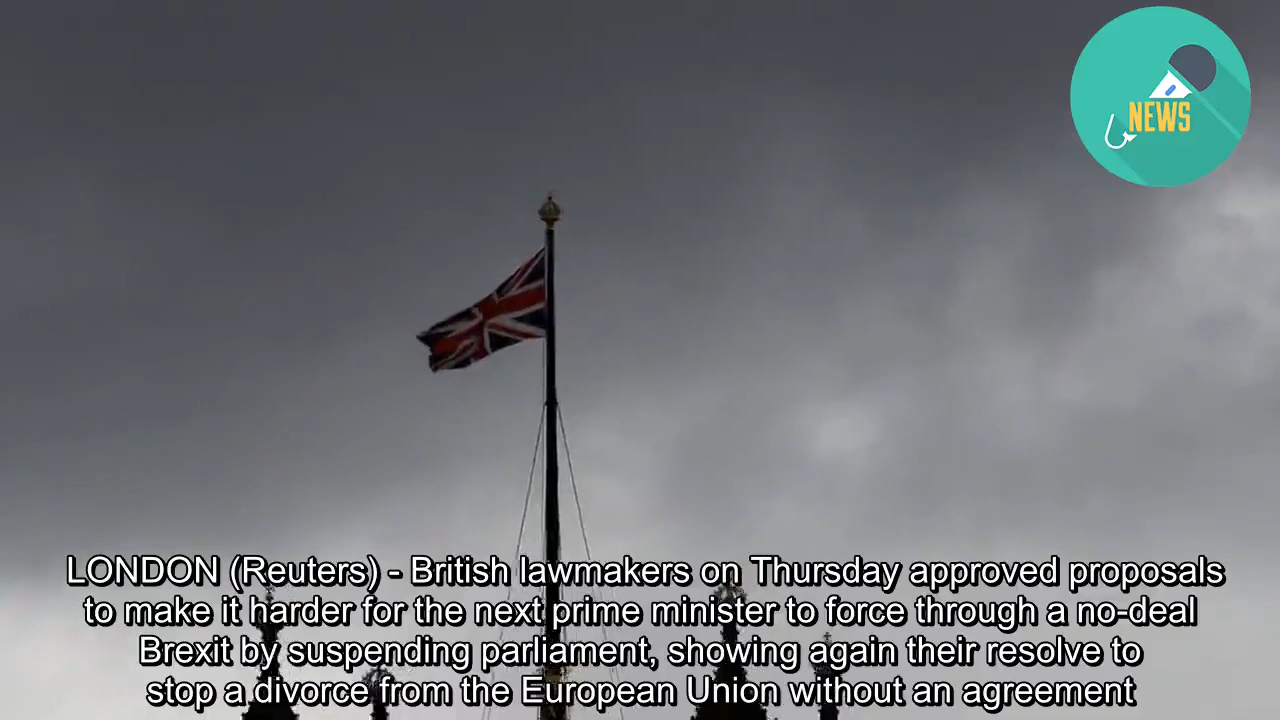 NEWS
LONDON (Reuters) - British lawmakers on Thursday approved proposals
to make it harder for the next prime minister to force through a no-deal
Brexit by suspending parliament, showing again their resolve to
stop a divorce from the European Union without an agreement